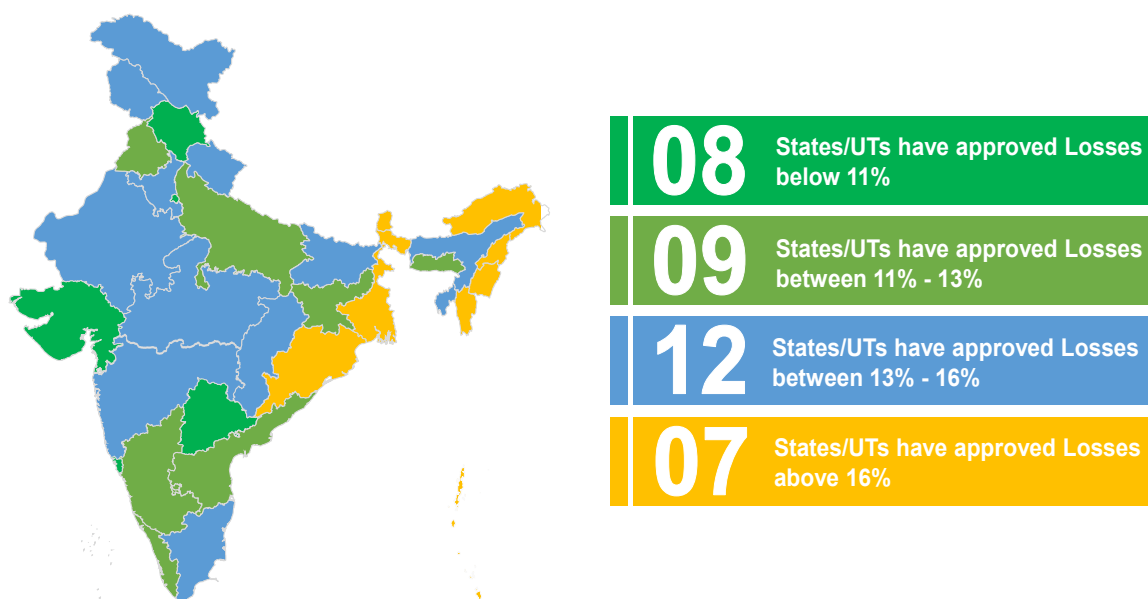 08
States/UTs have approved Losses
below 11%
09
States/UTs have approved Losses
between 11% - 13%
12
States/UTs have approved Losses
between 13% - 16%
07
States/UTs have approved Losses
above 16%